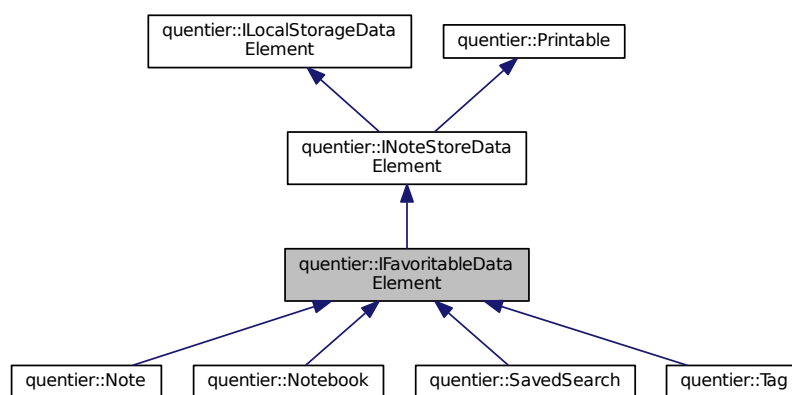 quentier::ILocalStorageData
Element
quentier::Printable
quentier::INoteStoreData
Element
quentier::IFavoritableData
Element
quentier::Note
quentier::Notebook
quentier::SavedSearch
quentier::Tag